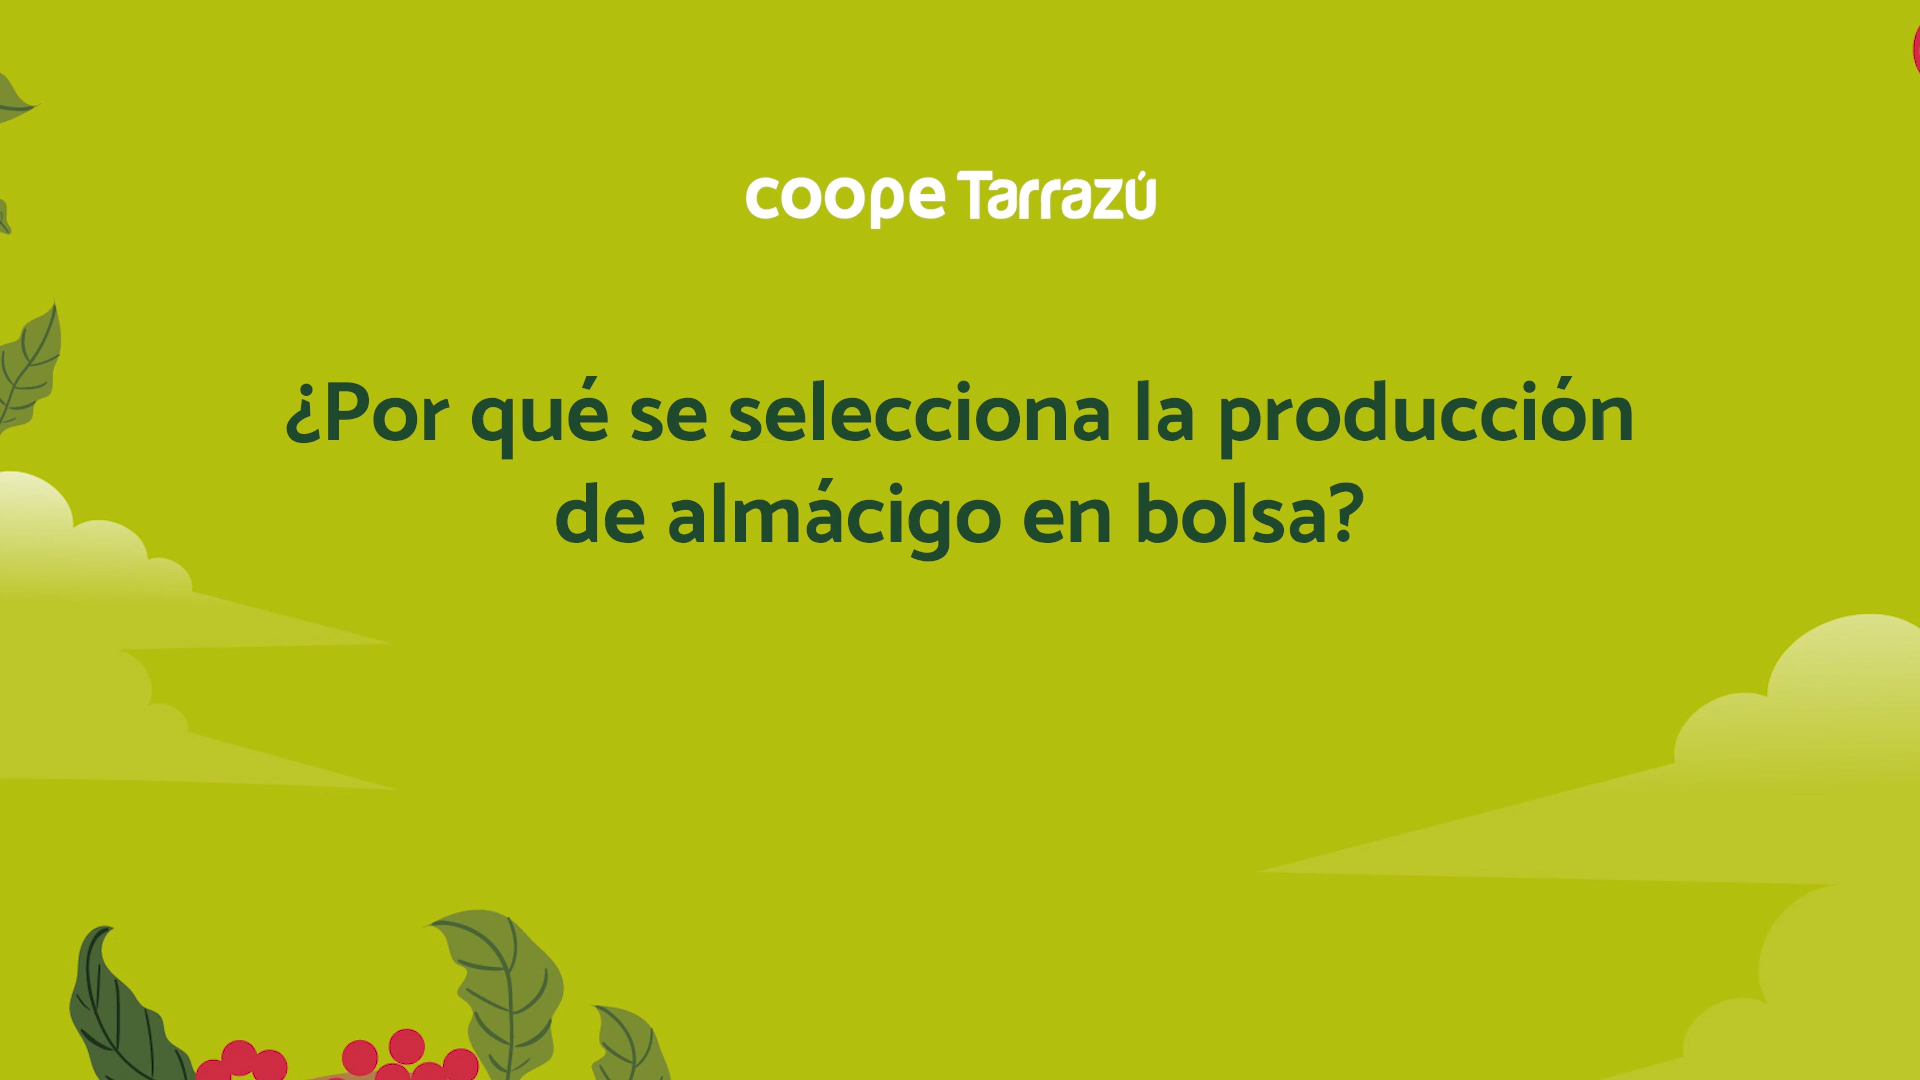 coope Tarrazú
¿Por qué se selecciona la producción
de almácigo en bolsa?